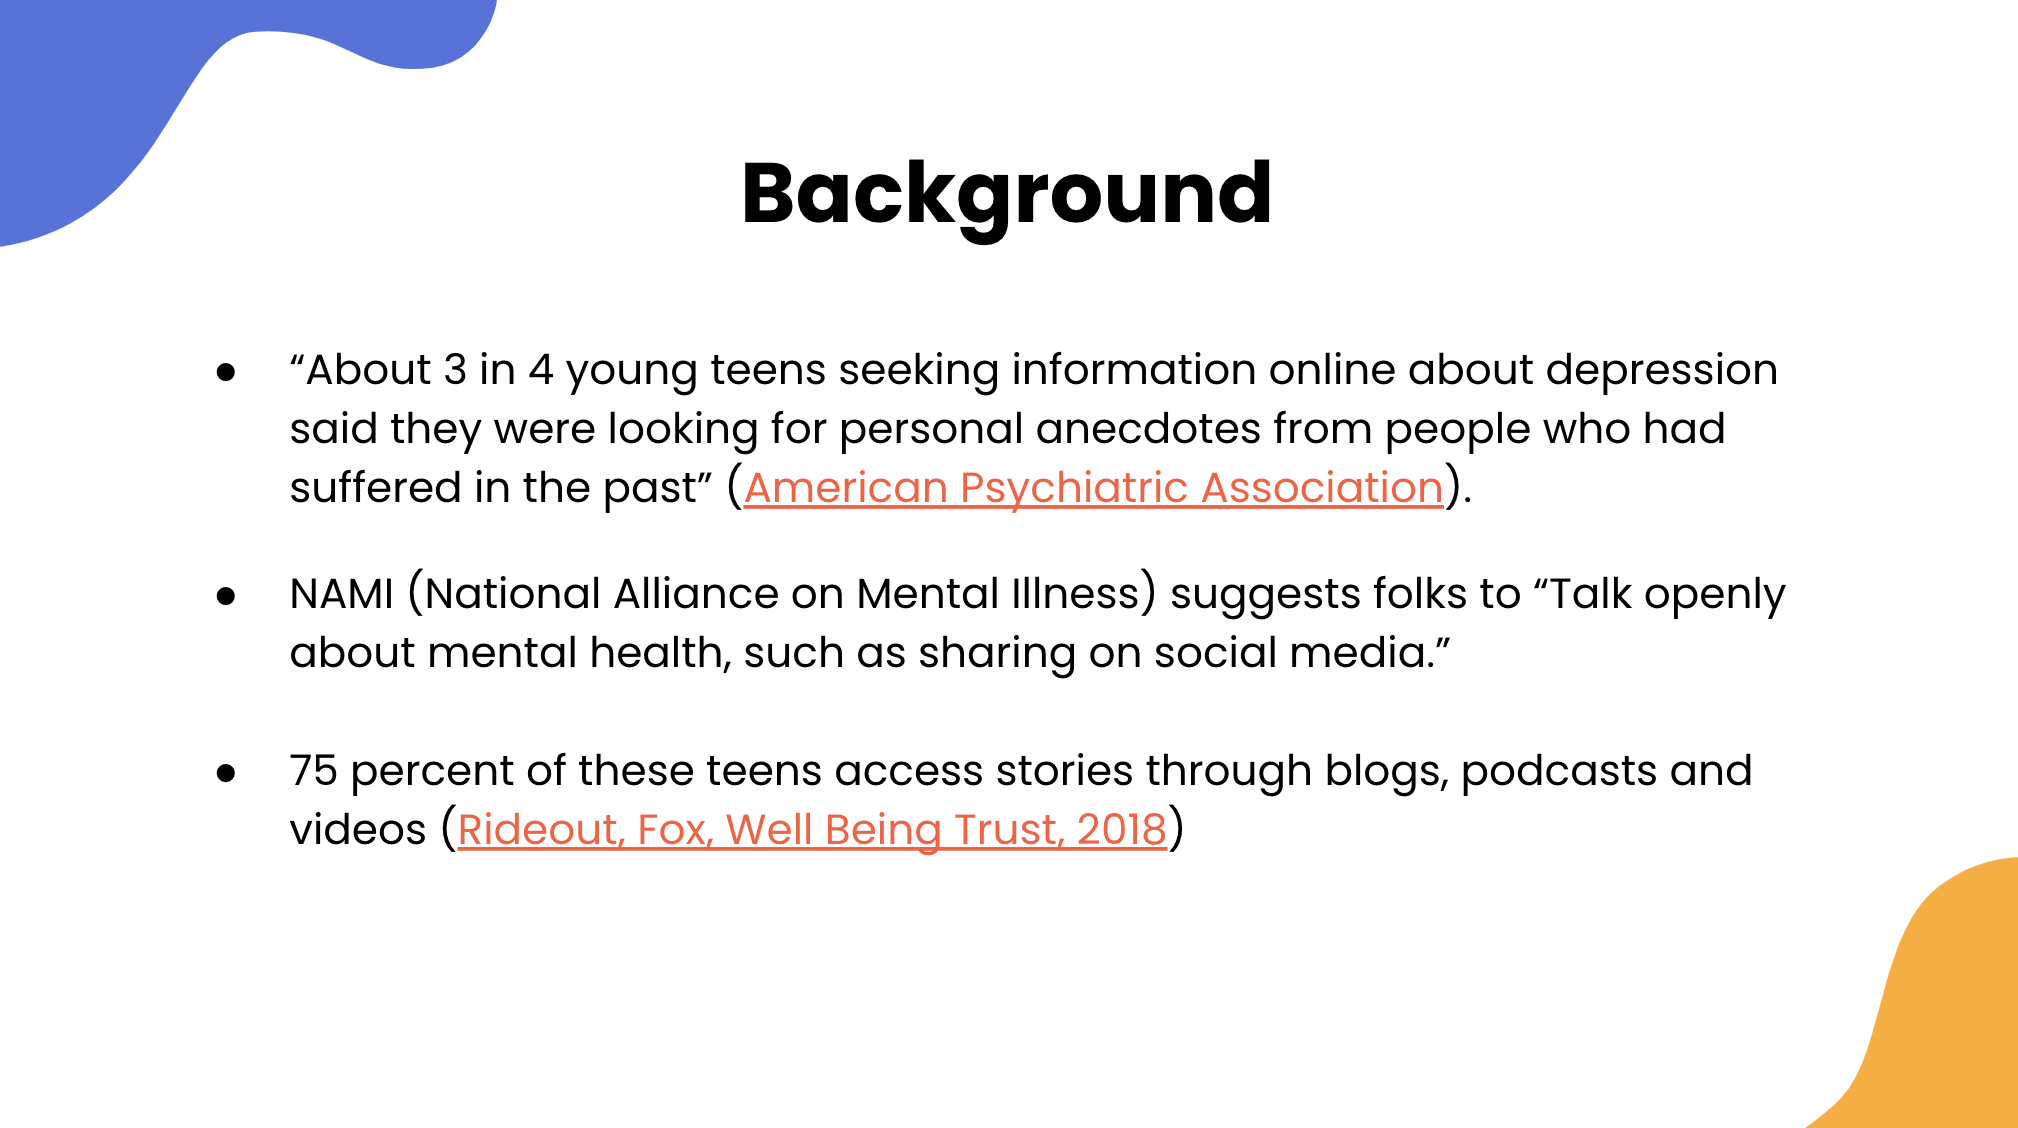 Background
● “About 3 in 4 young teens seeking information online about depression
said they were looking for personal anecdotes from people who had
suffered in the past” (American Psychiatric Association).
● NAMI (National Alliance on Mental Illness) suggests folks to “Talk openly
about mental health, such as sharing on social media.”
● 75 percent of these teens access stories through blogs, podcasts and
videos (Rideout, Fox, Well Being Trust, 2018)